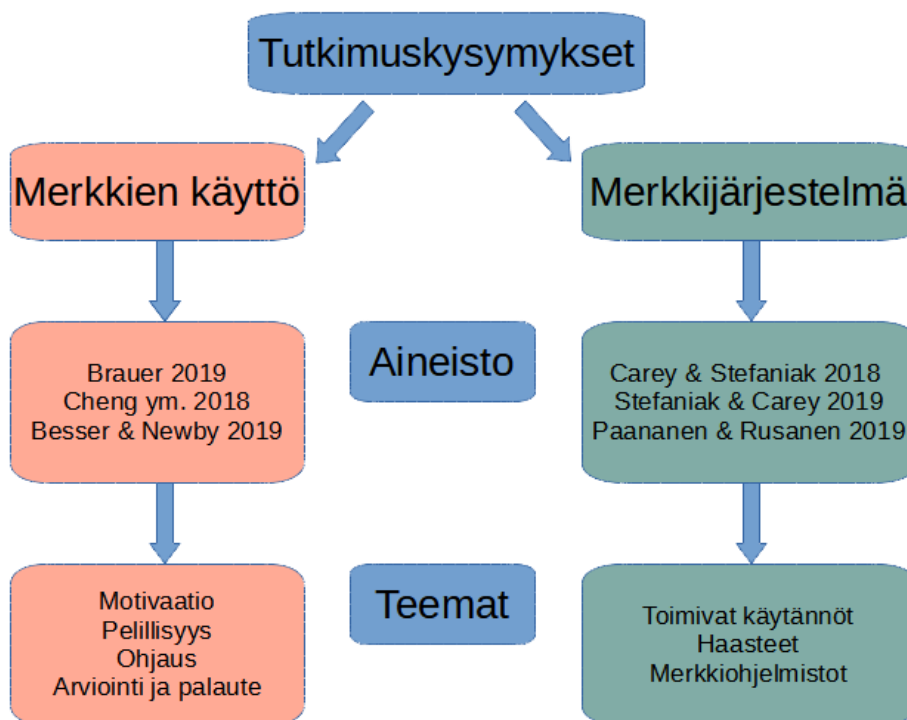 Tutkimuskysymykset
Merkkien käyttö
Merkkijärjestelmä
Brauer 2019
Cheng ym. 2018
Besser & Newby 2019
Aineisto
Carey & Stefaniak 2018
Stefaniak & Carey 2019
Paananen & Rusanen 2019
Motivaatio
Pelillisyys
Ohjaus
Arviointi ja palaute
Teemat
Toimivat käytännöt
Haasteet
Merkkiohjelmistot